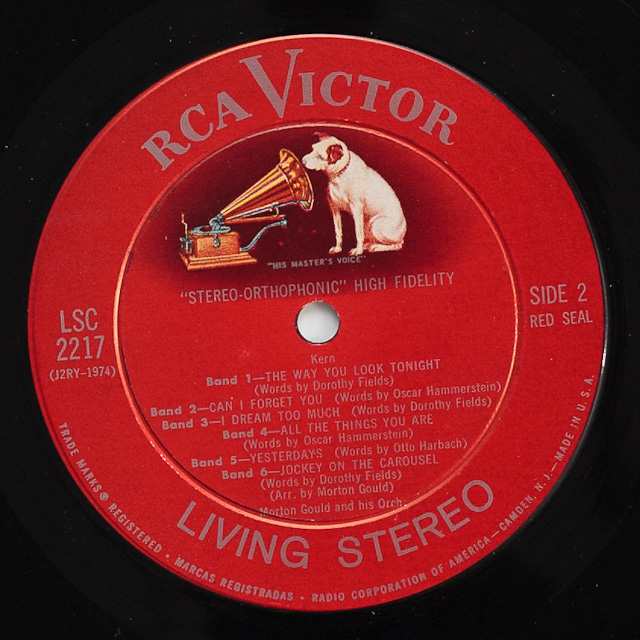 RCA VICTOR
"HIS MASTER'S VOICE"
"STEREO-ORTHOPHONIC" HIGH FIDELITY
LSC
2217
(J2RY-1974)
SIDE 2
RED SEAL
Kern
Band 1—THE WAY YOU LOOK TONIGHT
(Words by Dorothy Fields)
Band 2—CAN I FORGET YOU (Words by Oscar Hammerstein)
Band 3—I DREAM TOO MUCH (Words by Dorothy Fields)
Band 4—ALL THE THINGS YOU ARE
(Words by Oscar Hammerstein)
Band 5—YESTERDAYS (Words by Otto Harbach)
Band 6—JOCKEY ON THE CAROUSEL
(Words by Dorothy Fields)
(Arr. by Morton Gould)
Morton Gould and his Orch.
LIVING STEREO
TRADE MARKS ® REGISTERED • MARCAS REGISTRADAS • RADIO CORPORATION OF AMERICA—CAMDEN, N. J.—MADE IN U. S. A.